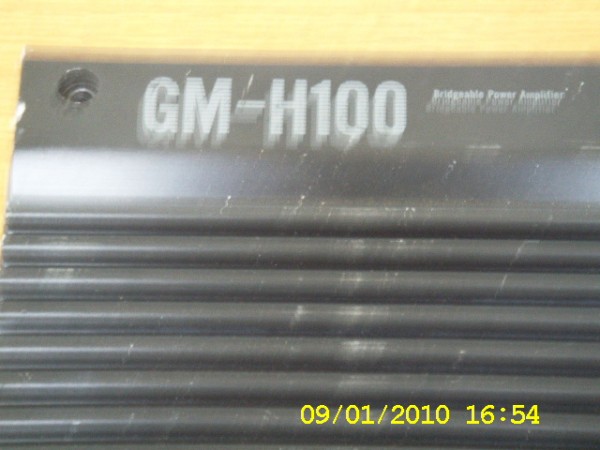 GM-H100
Bridgeable Power Amplifier
09/01/2010 16:54